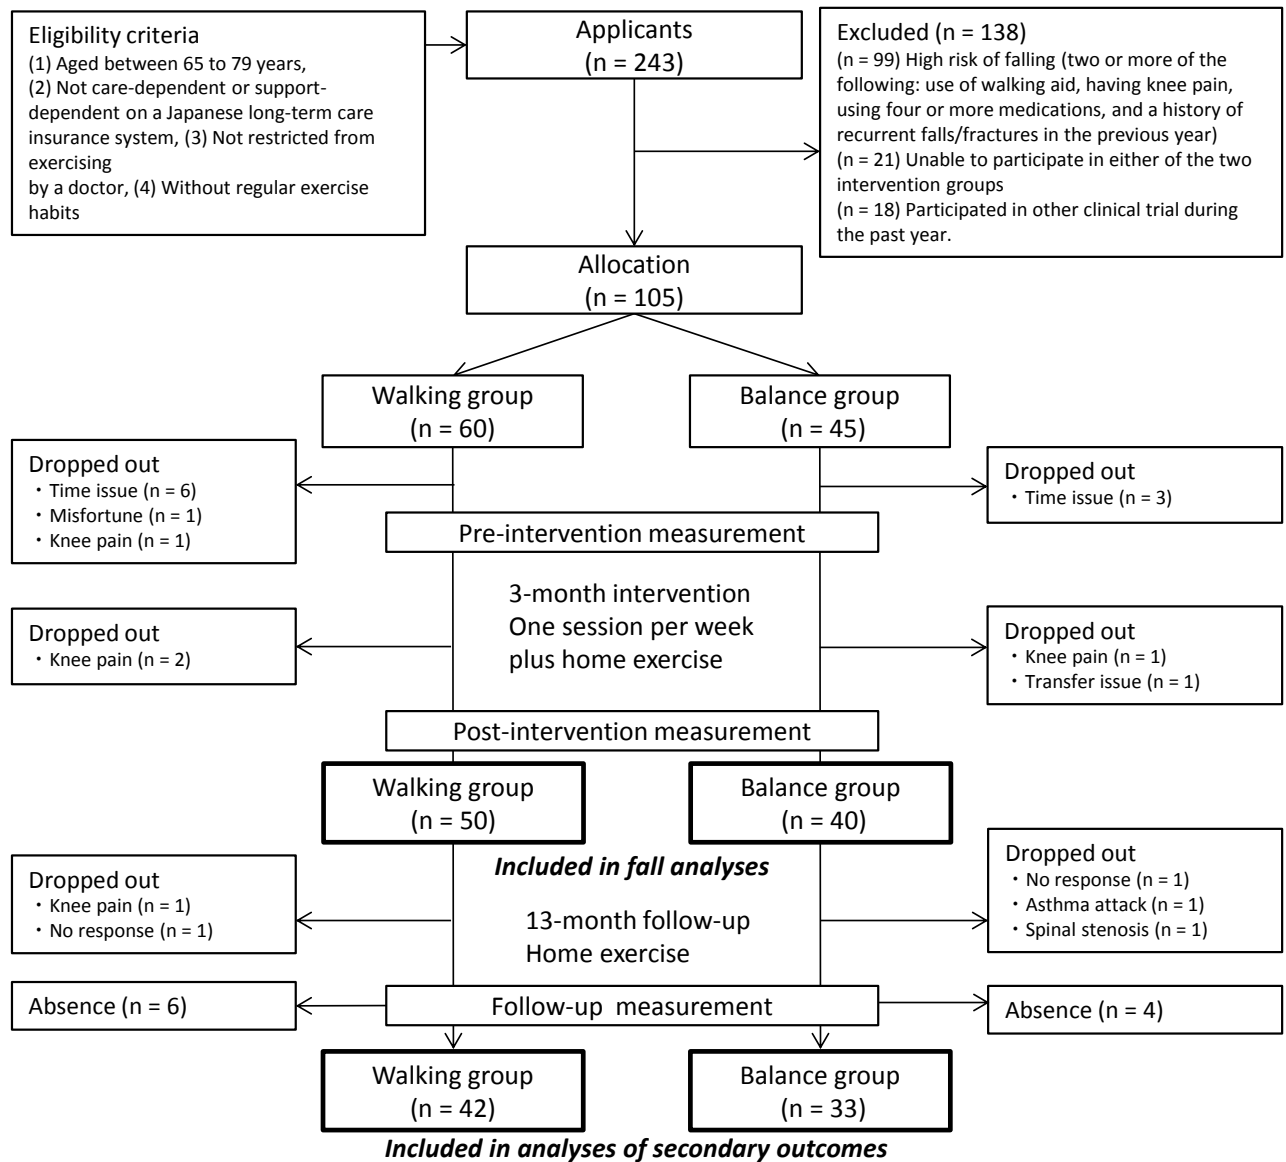 Eligibility criteria
(1) Aged between 65 to 79 years,
(2) Not care-dependent or support-
dependent on a Japanese long-term care
insurance system, (3) Not restricted from
exercising
by a doctor, (4) Without regular exercise
habits
Applicants
(n = 243)
Excluded (n = 138)
(n = 99) High risk of falling (two or more of the
following: use of walking aid, having knee pain,
using four or more medications, and a history of
recurrent falls/fractures in the previous year)
(n = 21) Unable to participate in either of the two
intervention groups
(n = 18) Participated in other clinical trial during
the past year.
Allocation
(n = 105)
Walking group
(n = 60)
Balance group
(n = 45)
Dropped out
・Time issue (n = 6)
・Misfortune (n = 1)
・Knee pain (n = 1)
Dropped out
・Time issue (n = 3)
Pre-intervention measurement
3-month intervention
One session per week
plus home exercise
Dropped out
・Knee pain (n = 2)
Dropped out
・Knee pain (n = 1)
・Transfer issue (n = 1)
Post-intervention measurement
Walking group
(n = 50)
Balance group
(n = 40)
Included in fall analyses
Dropped out
・Knee pain (n = 1)
・No response (n = 1)
13-month follow-up
Home exercise
Dropped out
・No response (n = 1)
・Asthma attack (n = 1)
・Spinal stenosis (n = 1)
Absence (n = 6)
Follow-up measurement
Absence (n = 4)
Walking group
(n = 42)
Balance group
(n = 33)
Included in analyses of secondary outcomes